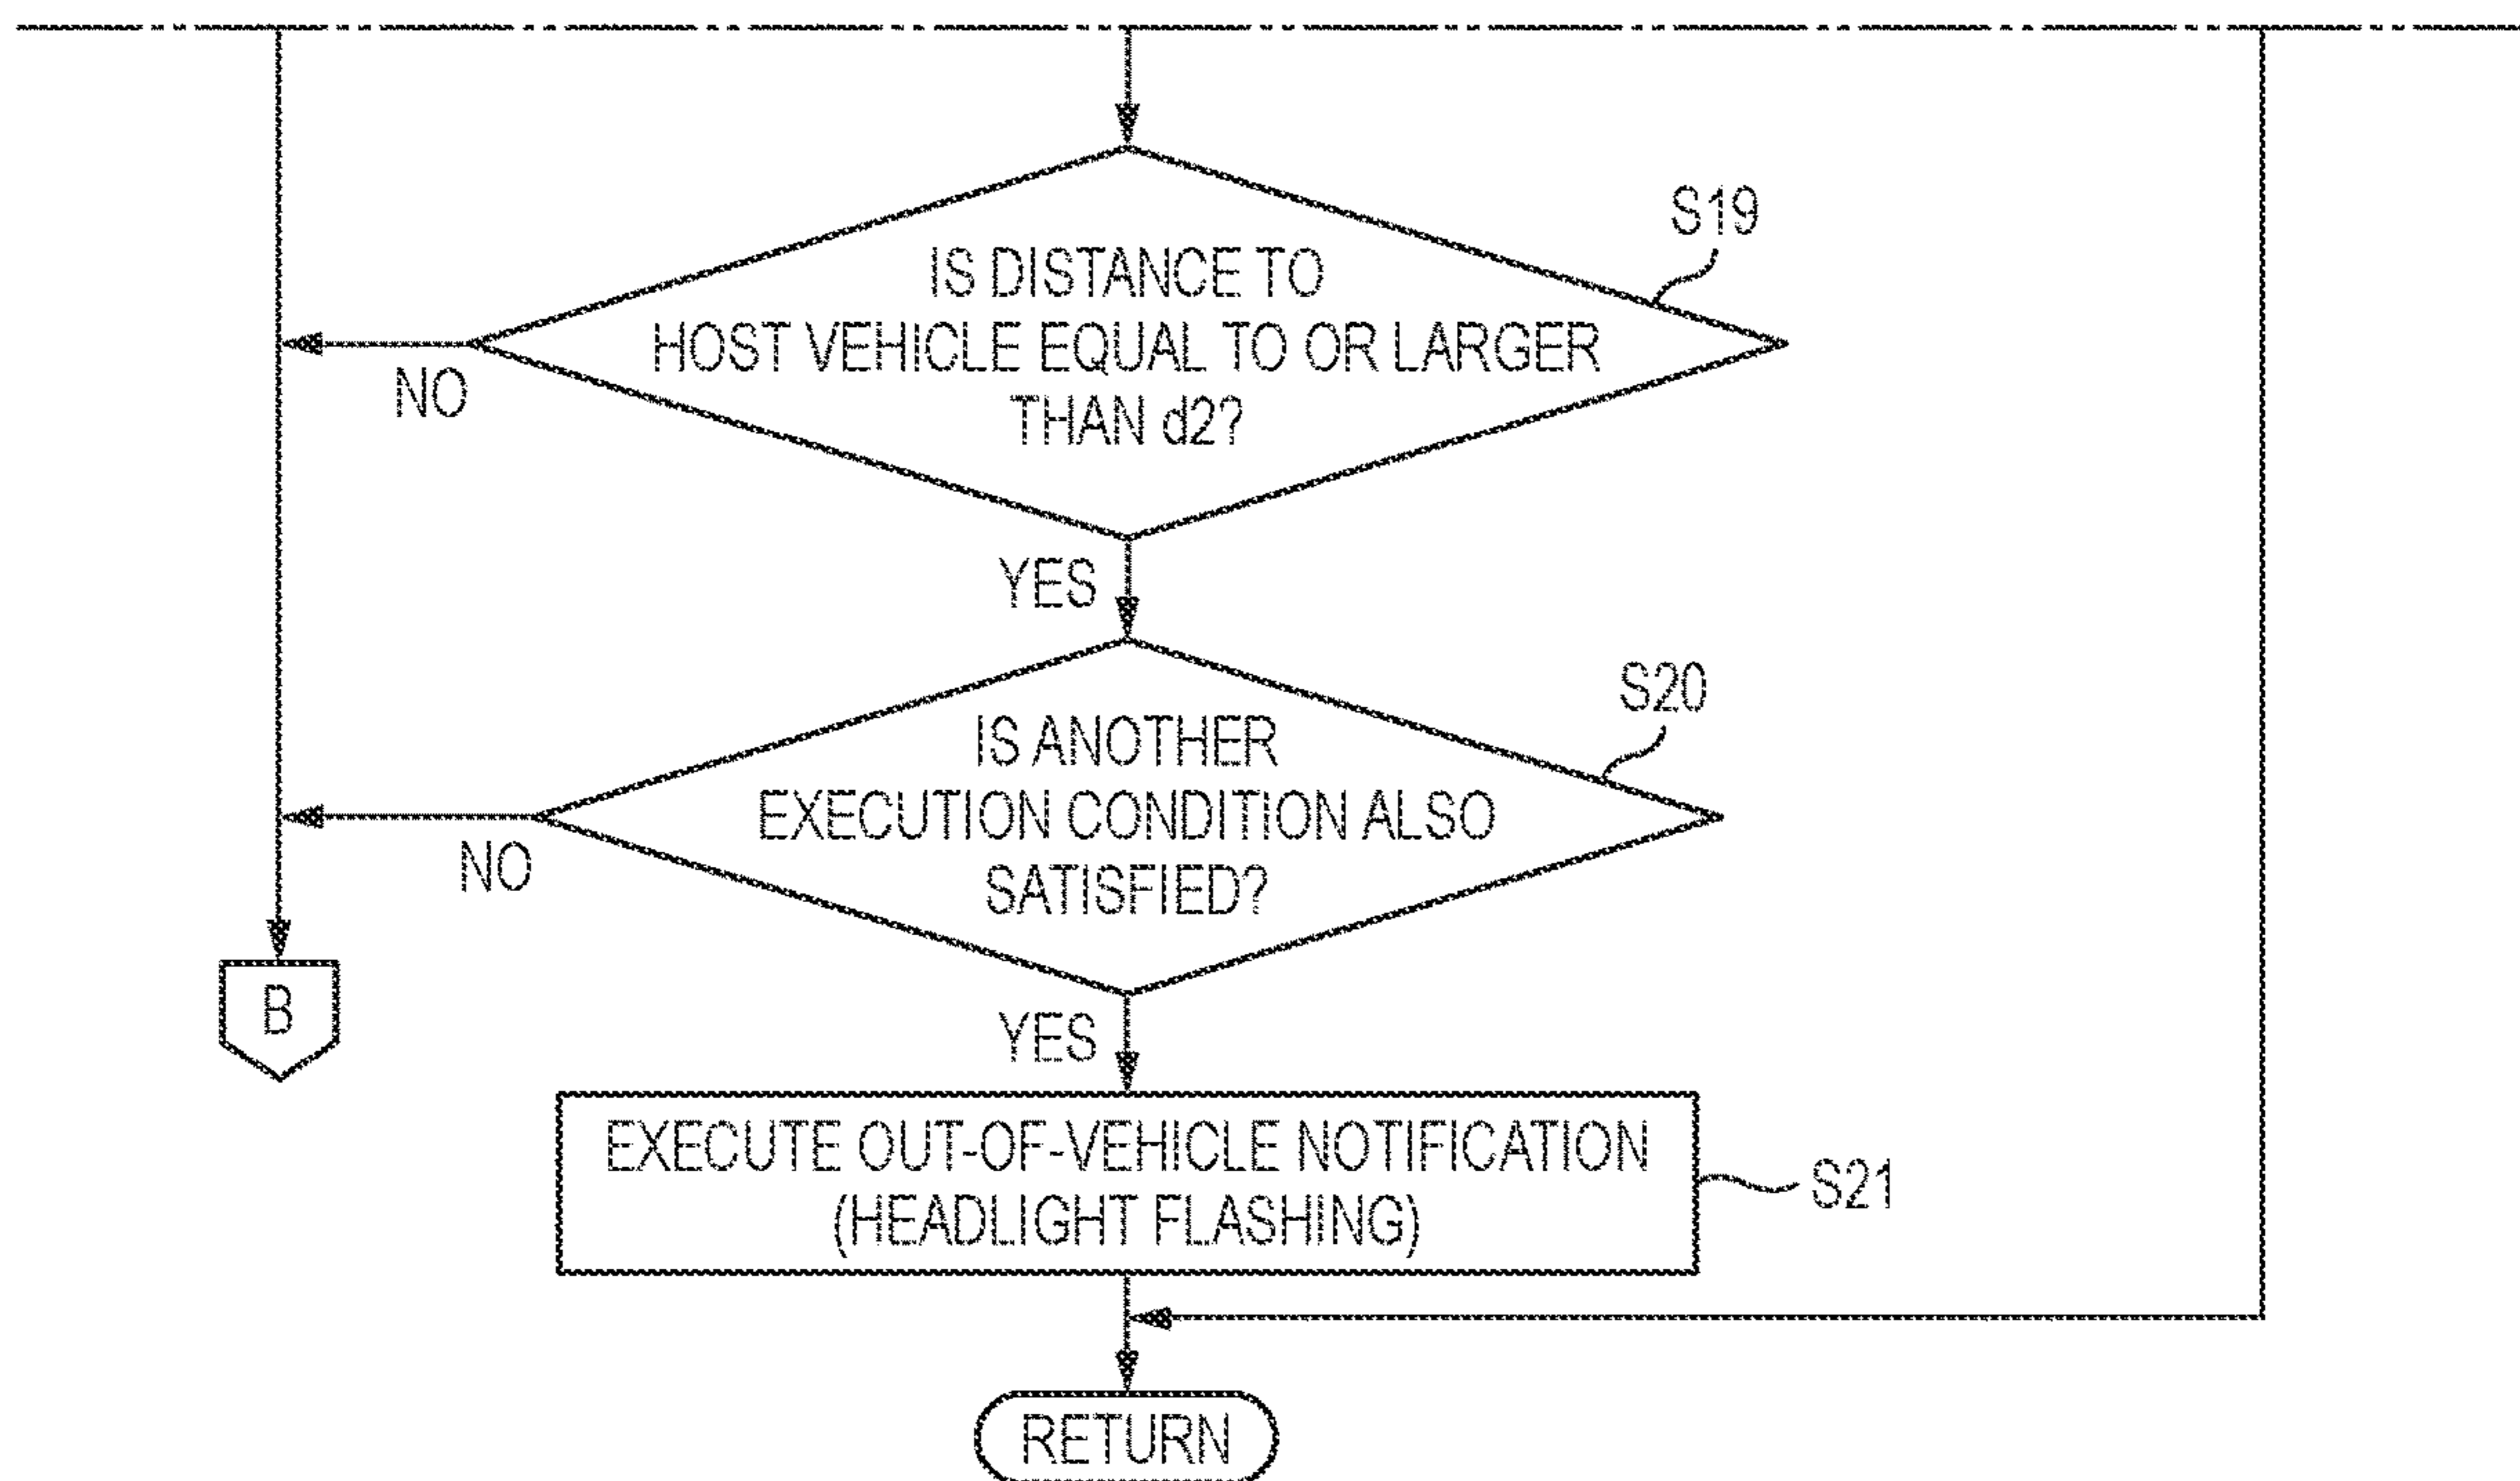 S19
IS DISTANCE TO
HOST VEHICLE EQUAL TO OR LARGER
THAN d2?
NO
YES
S20
IS ANOTHER
EXECUTION CONDITION ALSO
SATISFIED?
NO
B
YES
EXECUTE OUT-OF-VEHICLE NOTIFICATION
(HEADLIGHT FLASHING)
S21
RETURN